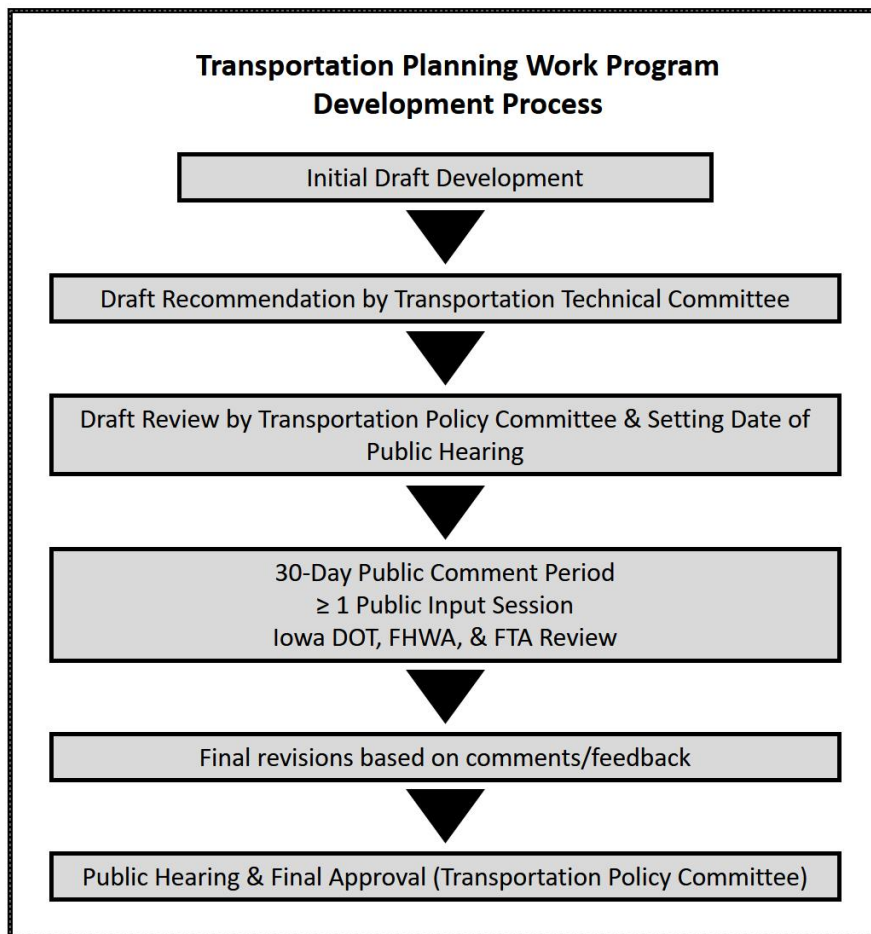 Transportation Planning Work Program
Development Process
Initial Draft Development
Draft Recommendation by Transportation Technical Committee
Draft Review by Transportation Policy Committee & Setting Date of
Public Hearing
30-Day Public Comment Period
≥ 1 Public Input Session
Iowa DOT, FHWA, & FTA Review
Final revisions based on comments/feedback
Public Hearing & Final Approval (Transportation Policy Committee)